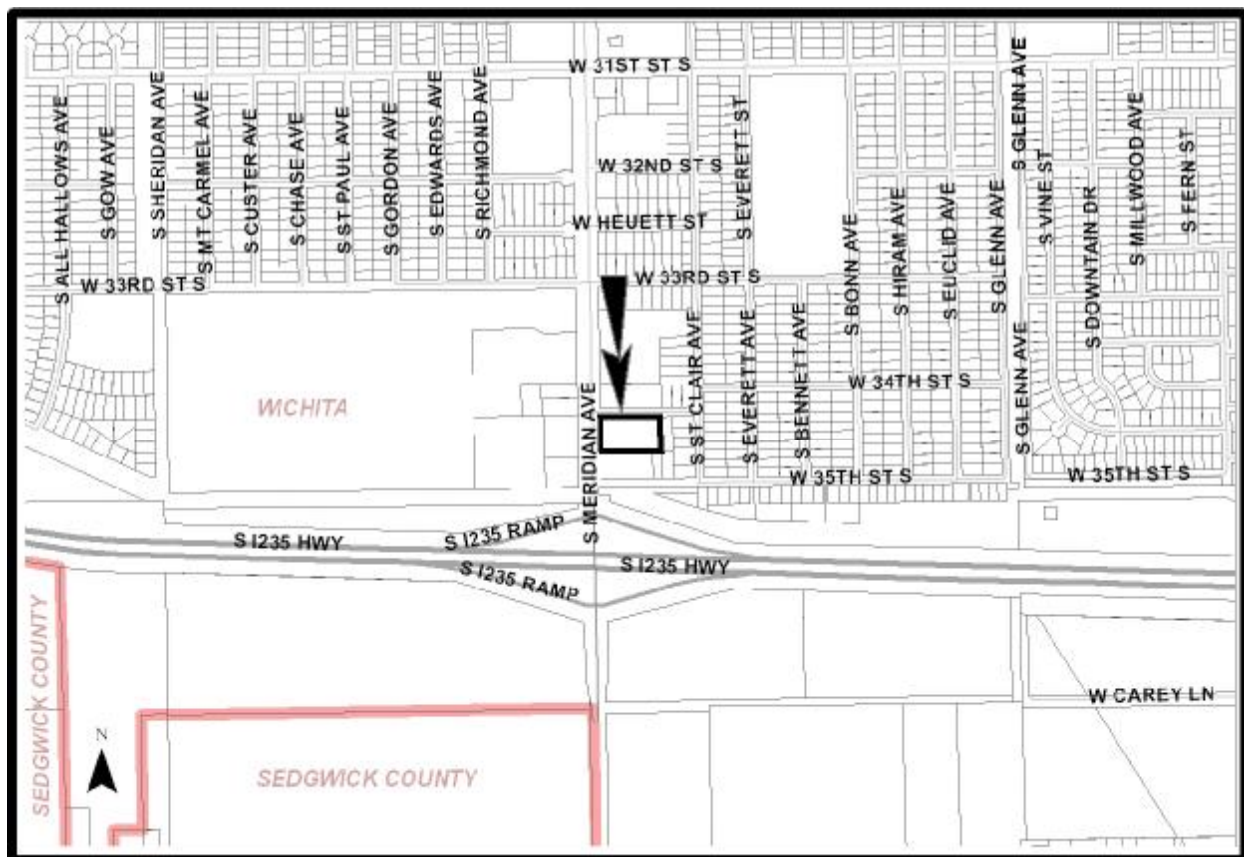 W 31ST ST S
S ALL HALLOWS AVE
S GOW AVE
S SHERIDAN AVE
S MT CARMEL AVE
S CUSTER AVE
S CHASE AVE
S ST PAUL AVE
S GORDON AVE
S EDWARDS AVE
S RICHMOND AVE
W 32ND ST S
S EVERETT ST
W HEUETT ST
S GLENN AVE
S VINE ST
S DOWNTAIN DR
S MILLWOOD AVE
S FERN ST
W 33RD ST S
W 33RD ST S
S BONN AVE
S HIRAM AVE
S EUCLID AVE
S GLENN AVE
WICHITA
S MERIDIAN AVE
S ST CLAIR AVE
S EVERETT AVE
S BENNETT AVE
W 34TH ST S
S GLENN AVE
W 35TH ST S
W 35TH ST S
S I235 HWY
S I235 RAMP
S I235 RAMP
S I235 HWY
SEDGWICK COUNTY
W CAREY LN
N
SEDGWICK COUNTY